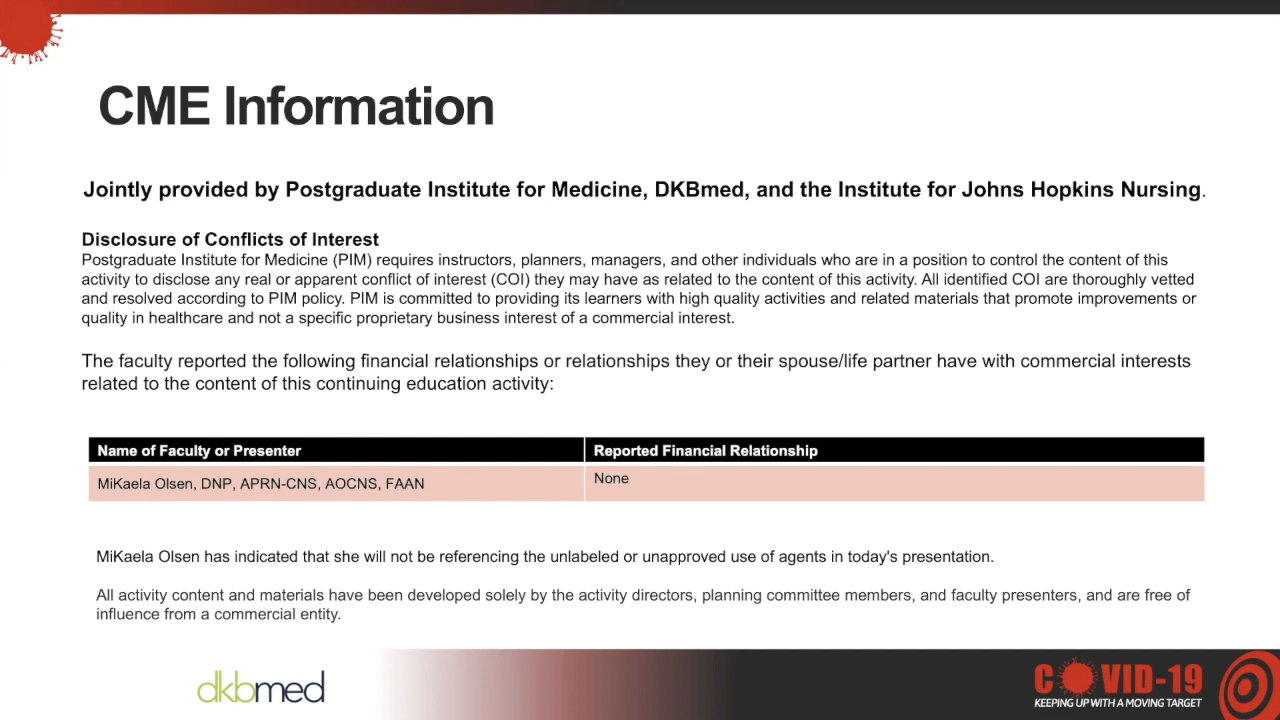 CME Information
Jointly provided by Postgraduate Institute for Medicine, DKBmed, and the Institute for Johns Hopkins Nursing.
Disclosure of Conflicts of Interest
Postgraduate Institute for Medicine (PIM) requires instructors, planners, managers, and other individuals who are in a position to control the content of this
activity to disclose any real or apparent conflict of interest (COI) they may have as related to the content of this activity. All identified COI are thoroughly vetted
and resolved according to PIM policy. PIM is committed to providing its learners with high quality activities and related materials that promote improvements or
quality in healthcare and not a specific proprietary business interest of a commercial interest.
The faculty reported the following financial relationships or relationships they or their spouse/life partner have with commercial interests
related to the content of this continuing education activity:
Name of Faculty or Presenter Reported Financial Relationship
MiKaela Olsen, DNP, APRN-CNS, AOCNS, FAAN None
MiKaela Olsen has indicated that she will not be referencing the unlabeled or unapproved use of agents in today's presentation.
All activity content and materials have been developed solely by the activity directors, planning committee members, and faculty presenters, and are free of
influence from a commercial entity.
dkbmed
COVID-19
KEEPING UP WITH A MOVING TARGET